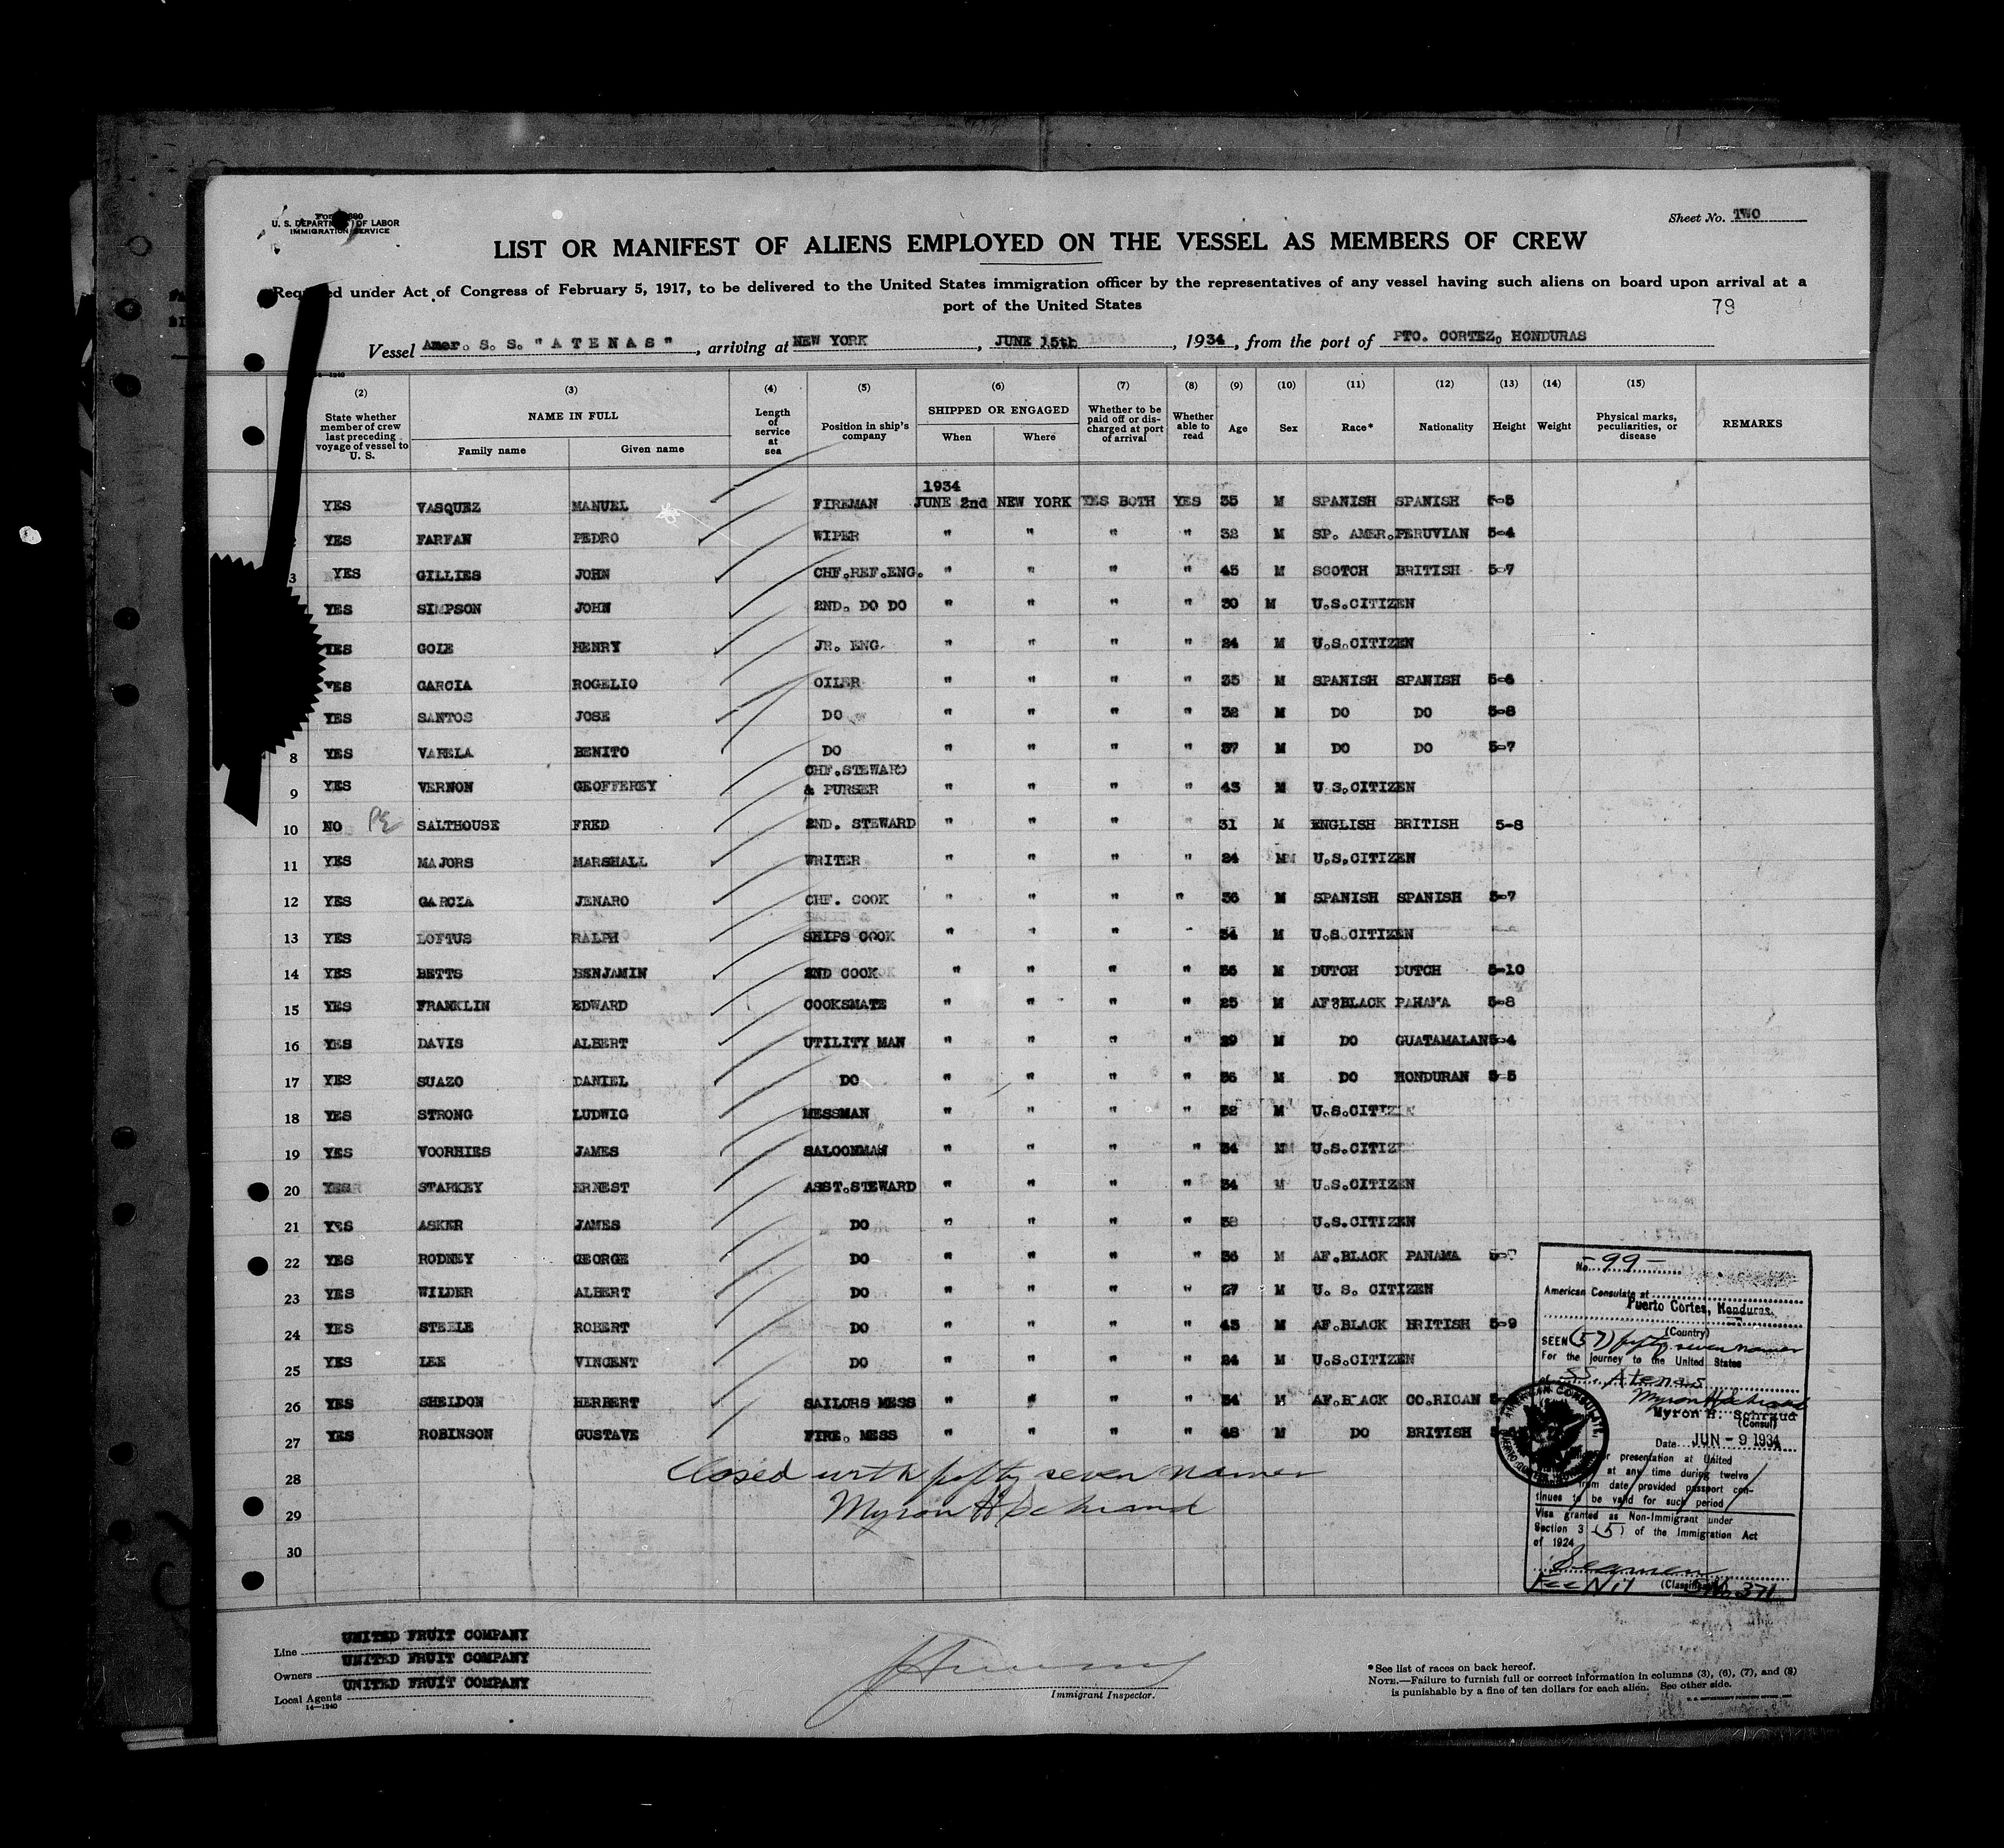 U. S. DEPARTMENT OF LABOR
IMMIGRATION SERVICE
Sheet No. TWO
LIST OR MANIFEST OF ALIENS EMPLOYED ON THE VESSEL AS MEMBERS OF CREW
Required under Act of Congress of February 5, 1917, to be delivered to the United States immigration officer by the representatives of any vessel having such aliens on board upon arrival at a
port of the United States
79
Vessel Amer. S. S. "ATENAS", arriving at NEW YORK, JUNE 15th, 1934, from the port of PTO. CORTEZ, HONDURAS
(2) (3) (4) (5) (6) (7) (8) (9) (10) (11) (12) (13) (14) (15)
State whether member of crew last preceding voyage of vessel to U. S. NAME IN FULL Family name Given name Length of service at sea Position in ship's company SHIPPED OR ENGAGED When Where Whether to be paid off or discharged at port of arrival Whether able to read Age Sex Race* Nationality Height Weight Physical marks, peculiarities, or disease REMARKS
1934
YES VASQUEZ MANUEL FIREMAN JUNE 2nd NEW YORK YES BOTH YES 35 M SPANISH SPANISH 5-5
YES FARFAN PEDRO WIPER " " " " 32 M SP. AMER. PERUVIAN 5-4
3 YES GILLIES JOHN CHF.REF.ENG. " " " " 45 M SCOTCH BRITISH 5-7
YES SIMPSON JOHN 2ND. DO DO " " " " 30 M U.S.CITIZEN
YES GOLE HENRY JR. ENG. " " " " 24 M U.S.CITIZEN
YES GARCIA ROGELIO OILER " " " " 35 M SPANISH SPANISH 5-6
YES SANTOS JOSE DO " " " " 32 M DO DO 5-8
8 YES VARELA BENITO DO " " " " 37 M DO DO 5-7
9 YES VERNON GEOFFEREY CHF.STEWARD & PURSER " " " " 43 M U S.CITIZEN
10 NO SALTHOUSE FRED 2ND. STEWARD " " " " 31 M ENGLISH BRITISH 5-8
11 YES MAJORS MARSHALL WRITER " " " " 24 M U.S.CITIZEN
12 YES GARCIA JENARO CHF. COOK " " " " 36 M SPANISH SPANISH 5-7
13 YES LOFTUS RALPH SHIPS COOK " " " " 34 M U.S.CITIZEN
14 YES BETTS BENJAMIN 2ND COOK " " " " 36 M DUTCH DUTCH 5-10
15 YES FRANKLIN EDWARD COOKSMATE " " " " 25 M AF.BLACK PANAMA 5-8
16 YES DAVIS ALBERT UTILITY MAN " " " " 29 M DO GUATAMALAN 5-4
17 YES SUAZO DANIEL DO " " " " 36 M DO HONDURAN 5-5
18 YES STRONG LUDWIG MESSMAN " " " " 32 M U.S.CITIZEN
19 YES VOORHIES JAMES SALOONMAN " " " " 34 M U.S.CITIZE
20 YES STARKEY ERNEST ASST.STEWARD " " " " 34 M U.S.CITIZEN
21 YES ASKER JAMES DO " " " " 38 U.S.CITIZEN
22 YES RODNEY GEORGE DO " " " " 36 M AF.BLACK PANAMA
23 YES WILDER ALBERT DO " " " " 27 M U. S. CITIZEN
24 YES STEELE ROBERT DO " " " " 43 M AF.BLACK BRITISH 5-9
25 YES LEE VINCENT DO " " " " 24 M U.S.CITIZEN
26 YES SHELDON HERBERT SAILORS MESS " " " " 34 M AF.BLACK CO.RICAN
27 YES ROBINSON GUSTAVE FIRE. MESS " " " " 48 M DO BRITISH
28 Closed with fifty seven names
29 Myron H Schraud
30
No. -99-
American Consulate at
Puerto Cortes, Honduras.
(Country)
SEEN (57) fifty seven names
For the journey to the United States
of SS. Atenas
Myron H Schraud
Myron H. Schraud
(Consul)
Date JUN - 9 1934
for presentation at United
at any time during twelve
from date provided passport con-
tinues to be valid for such period
Visa granted as Non-Immigrant under
Section 3 (5) of the Immigration Act
of 1924
Seamen
Fee Nil (Classification) No. 371
Line UNITED FRUIT COMPANY
Owners UNITED FRUIT COMPANY
Local Agents UNITED FRUIT COMPANY
14—1240
Immigrant Inspector.
*See list of races on back hereof.
NOTE.—Failure to furnish full or correct information in columns (3), (6), (7), and (8)
is punishable by a fine of ten dollars for each alien. See other side.